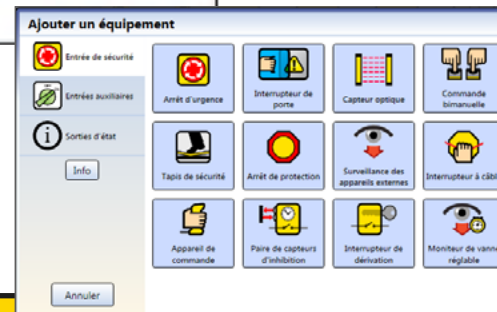 Ajouter un équipement
Entrée de sécurité
Entrées auxiliaires
Sorties d'état
Info
Annuler
Arrêt d'urgence
Interrupteur de
porte
Capteur optique
Commande
bimanuelle
Tapis de sécurité
Arrêt de protection
Surveillance des
appareils externes
Interrupteur à
Appareil de
commande
Paire de capteurs
d'inhibition
Interrupteur de
dérivation
Moniteur de vanne
réglable